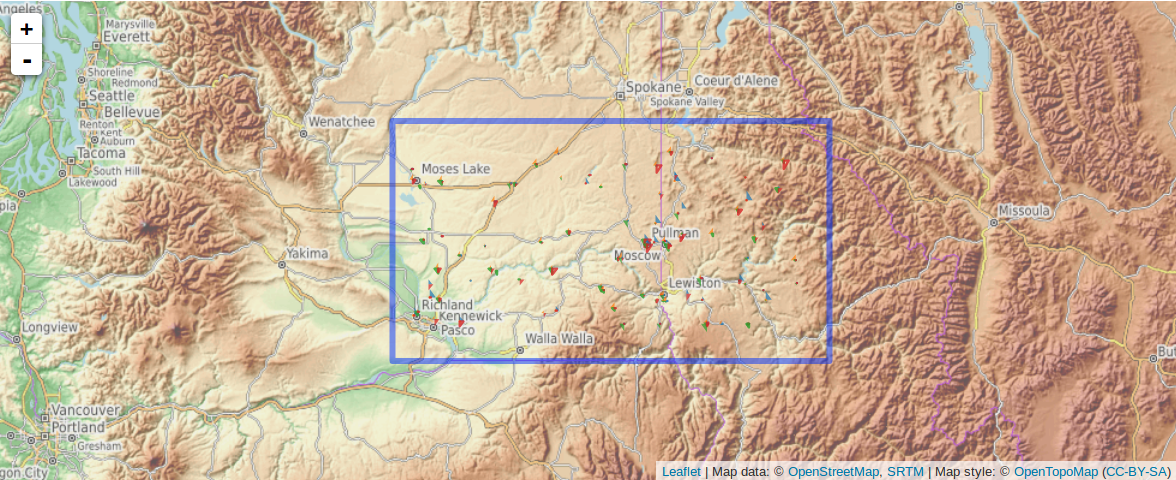 Angeles
+
-
Marysville
Everett
Shoreline
Redmond
Seattle
Bellevue
Renton
Kent
Auburn
Tacoma
South Hill
Lakewood
pia
Wenatchee
Spokane
Coeur d'Alene
Spokane Valley
Moses Lake
Missoula
Pullman
Moscow
Yakima
Lewiston
Richland
Kennewick
Pasco
Longview
Walla Walla
But
Vancouver
Portland
Gresham
gon City
Leaflet | Map data: © OpenStreetMap, SRTM | Map style: © OpenTopoMap (CC-BY-SA)